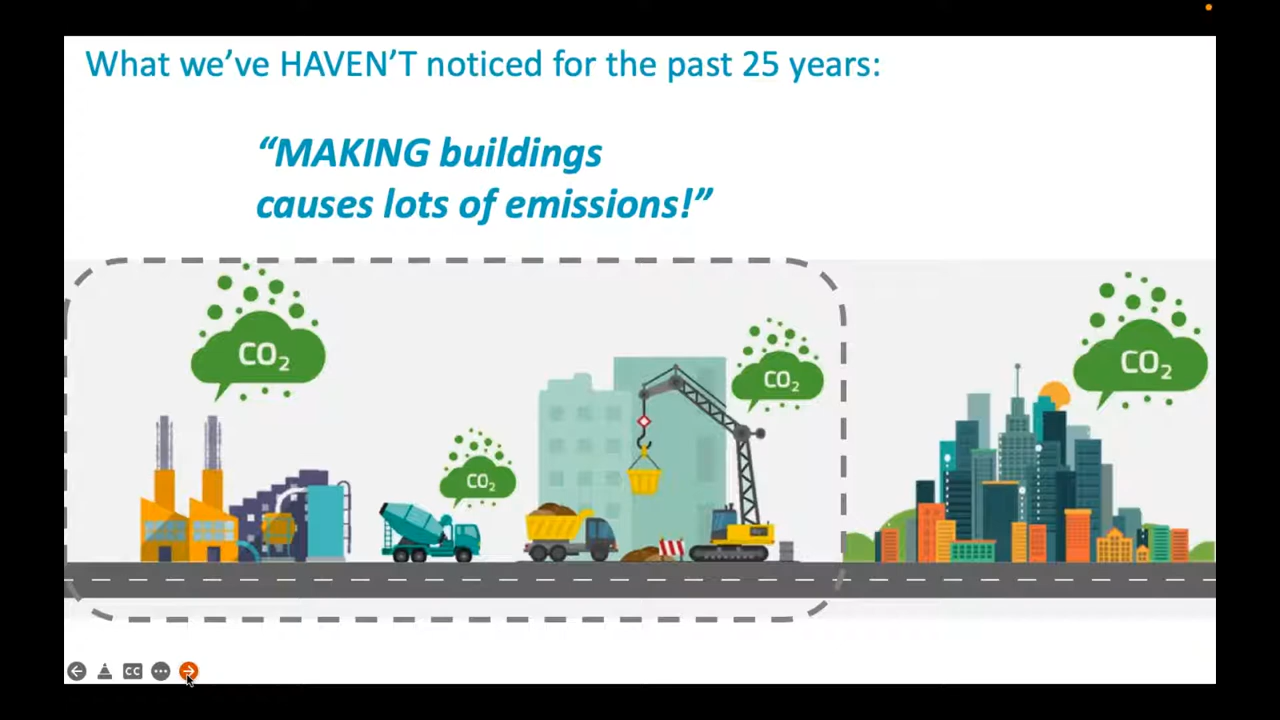 What we’ve HAVEN’T noticed for the past 25 years:
“MAKING buildings
causes lots of emissions!”
CO₂
CO₂
CO₂
CO₂
CC